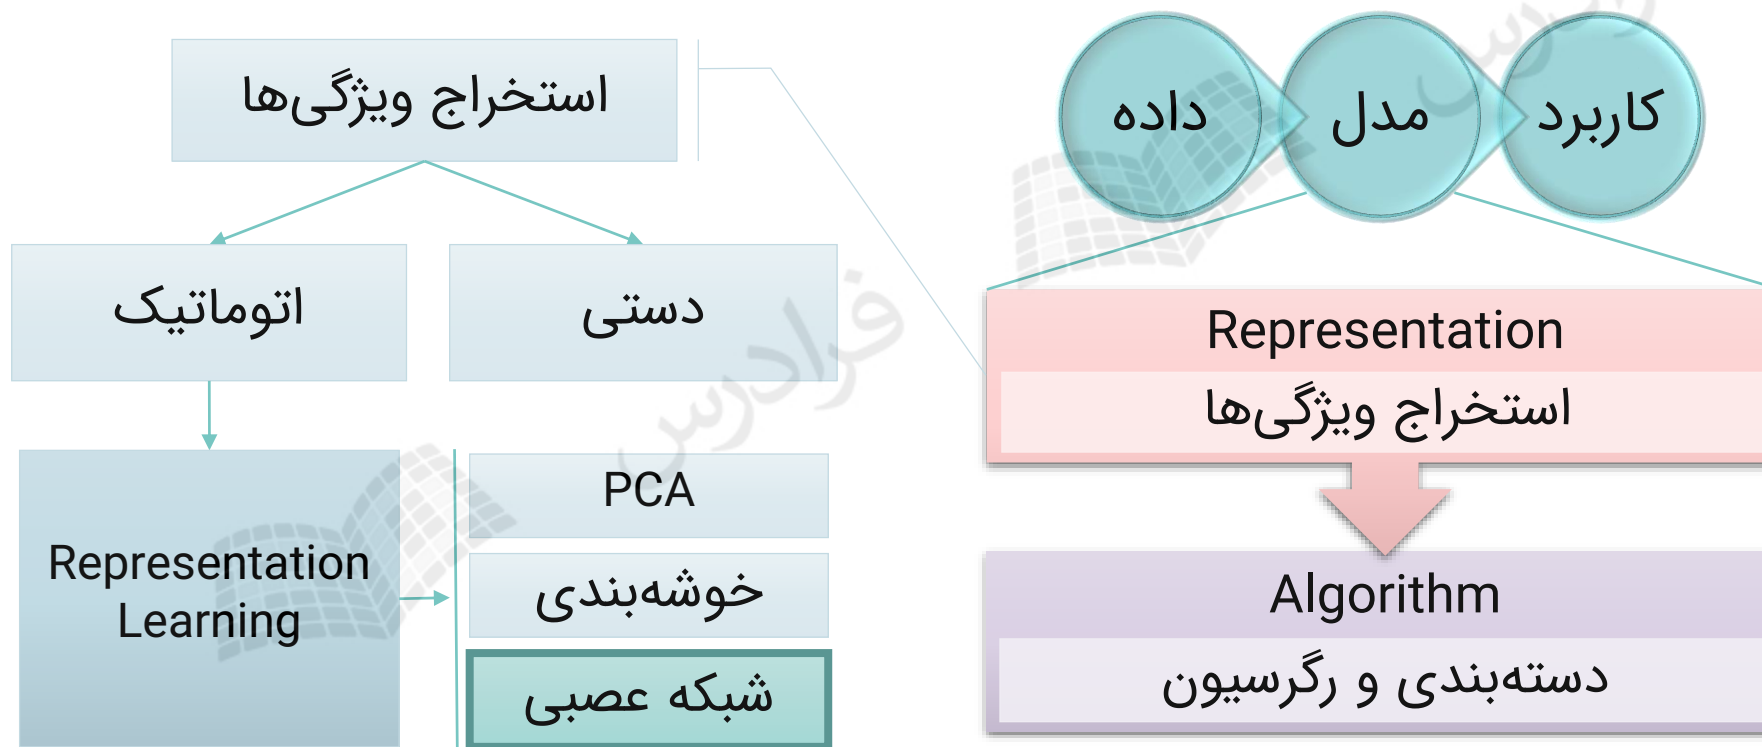 استخراج ویژگی‌ها
دستی
اتوماتیک
Representation
Learning
PCA
خوشه‌بندی
شبکه عصبی
داده
مدل
کاربرد
Representation
استخراج ویژگی‌ها
Algorithm
دسته‌بندی و رگرسیون
فرادرس
فرادرس